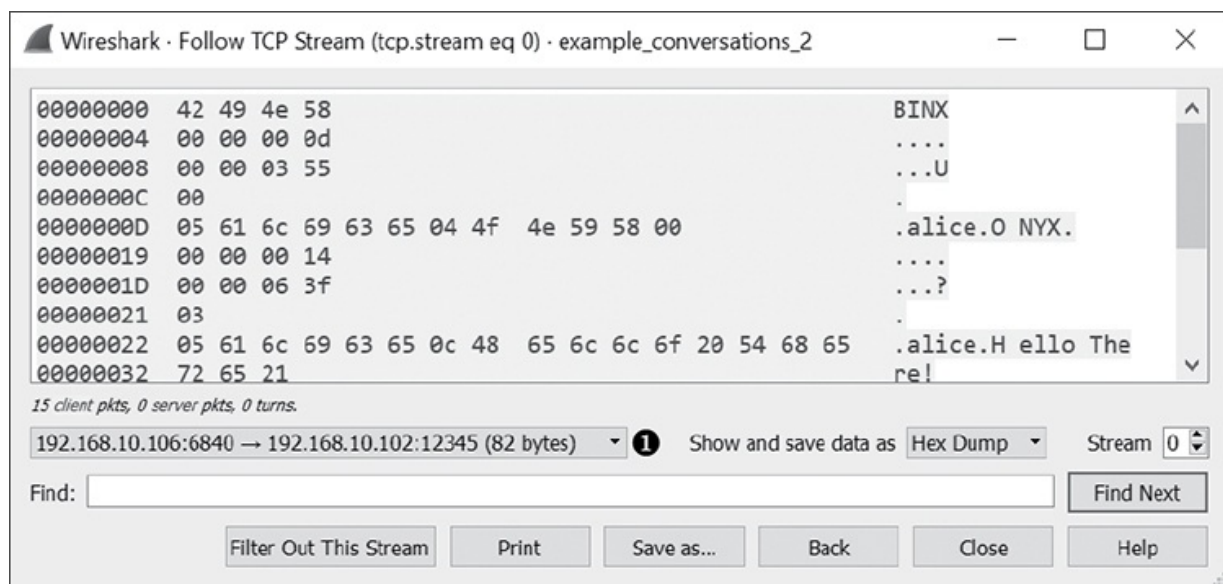 Wireshark · Follow TCP Stream (tcp.stream eq 0) · example_conversations_2
00000000 42 49 4e 58 BINX
00000004 00 00 00 0d ....
00000008 00 00 03 55 ...U
0000000C 00 .
0000000D 05 61 6c 69 63 65 04 4f 4e 59 58 00 .alice.O NYX.
00000019 00 00 00 14 ....
0000001D 00 00 06 3f ...?
00000021 03 .
00000022 05 61 6c 69 63 65 0c 48 65 6c 6c 6f 20 54 68 65 .alice.H ello The
00000032 72 65 21 re!
15 client pkts, 0 server pkts, 0 turns.
192.168.10.106:6840 → 192.168.10.102:12345 (82 bytes) ❶ Show and save data as Hex Dump Stream 0
Find: Find Next
Filter Out This Stream Print Save as... Back Close Help